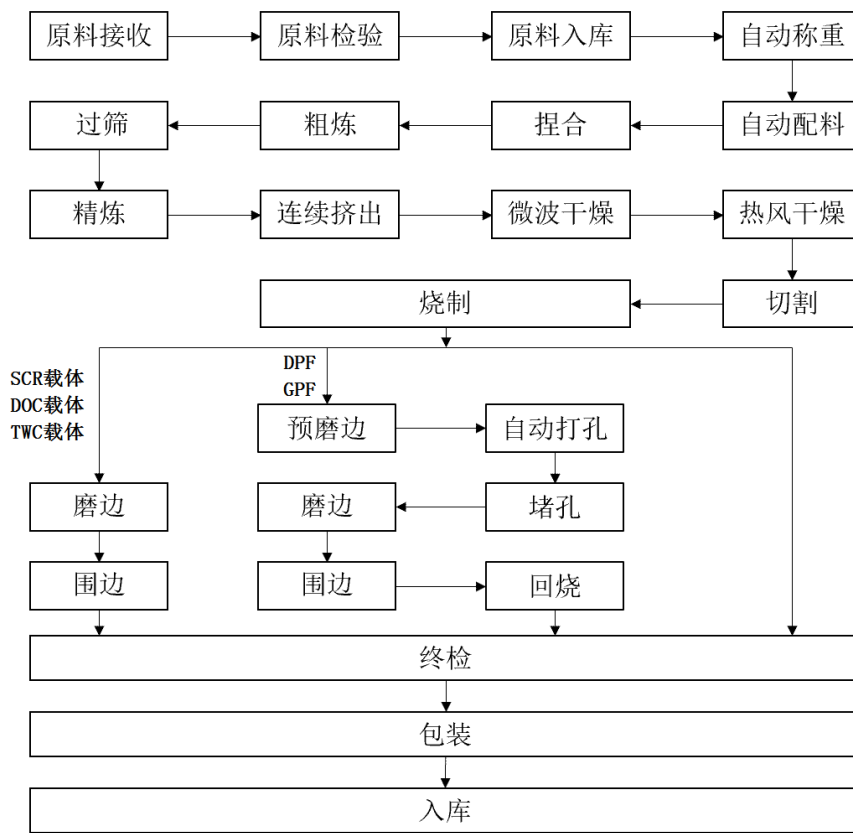 原料接收
原料检验
原料入库
自动称重
过筛
粗炼
捏合
自动配料
精炼
连续挤出
微波干燥
热风干燥
烧制
切割
SCR载体
DOC载体
TWC载体
DPF
GPF
预磨边
自动打孔
磨边
磨边
堵孔
围边
围边
回烧
终检
包装
入库